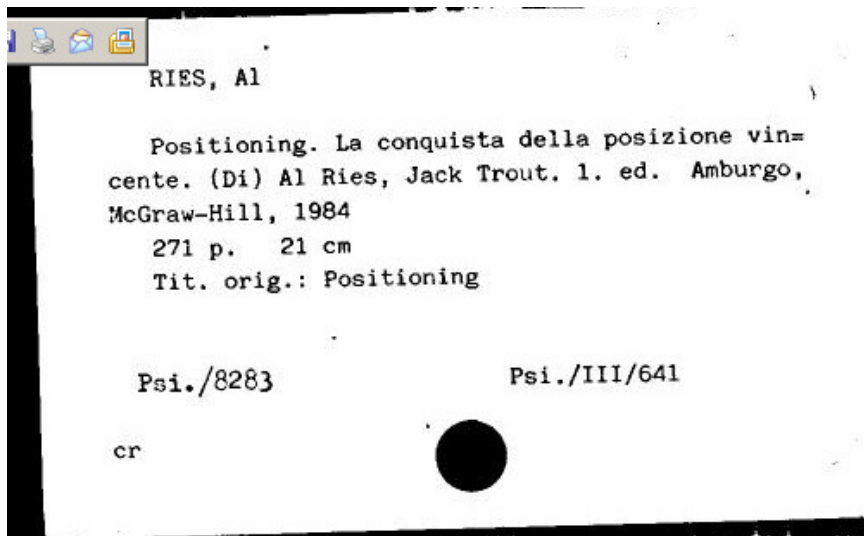 RIES, Al
Positioning. La conquista della posizione vin=
cente. (Di) Al Ries, Jack Trout. 1. ed. Amburgo,
McGraw-Hill, 1984
271 p. 21 cm
Tit. orig.: Positioning
Psi./8283 Psi./III/641
cr